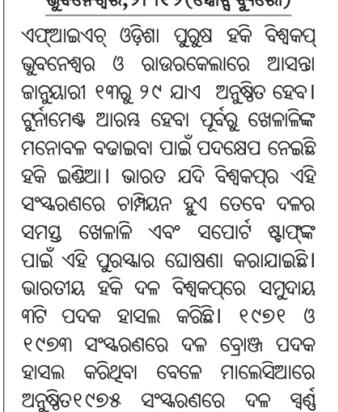 ଭୁବନେଶ୍ୱର,
ଏଫ୍‌ଆଇଏଚ୍ ଓଡ଼ିଶା ପୁରୁଷ ହକି ବିଶ୍ୱକପ୍
ଭୁବନେଶ୍ୱର ଓ ରାଉରକେଲାରେ ଆସନ୍ତା
ଜାନୁୟାରୀ ୧୩ରୁ ୨୯ ଯାଏ ଅନୁଷ୍ଠିତ ହେବ।
ଟୁର୍ନାମେଣ୍ଟ ଆରମ୍ଭ ହେବା ପୂର୍ବରୁ ଖେଳାଳିଙ୍କ
ମନୋବଳ ବଢାଇବା ପାଇଁ ପଦକ୍ଷେପ ନେଇଛି
ହକି ଇଣ୍ଡିଆ। ଭାରତ ଯଦି ବିଶ୍ୱକପ୍‌ର ଏହି
ସଂସ୍କରଣରେ ଚାମ୍ପିୟନ ହୁଏ ତେବେ ଦଳର
ସମସ୍ତ ଖେଳାଳି ଏବଂ ସପୋର୍ଟ ଷ୍ଟାଫ୍‌ଙ୍କ
ପାଇଁ ଏହି ପୁରସ୍କାର ଘୋଷଣା କରାଯାଇଛି।
ଭାରତୀୟ ହକି ଦଳ ବିଶ୍ୱକପ୍‌ରେ ସମୁଦାୟ
୩ଟି ପଦକ ହାସଲ କରିଛି। ୧୯୭୧ ଓ
୧୯୭୩ ସଂସ୍କରଣରେ ଦଳ ବ୍ରୋଞ୍ଜ ପଦକ
ହାସଲ କରିଥିବା ବେଳେ ମାଲେସିଆରେ
ଅନୁଷ୍ଠିତ୧୯୭୫ ସଂସ୍କରଣରେ ଦଳ ସ୍ୱର୍ଣ୍ଣ